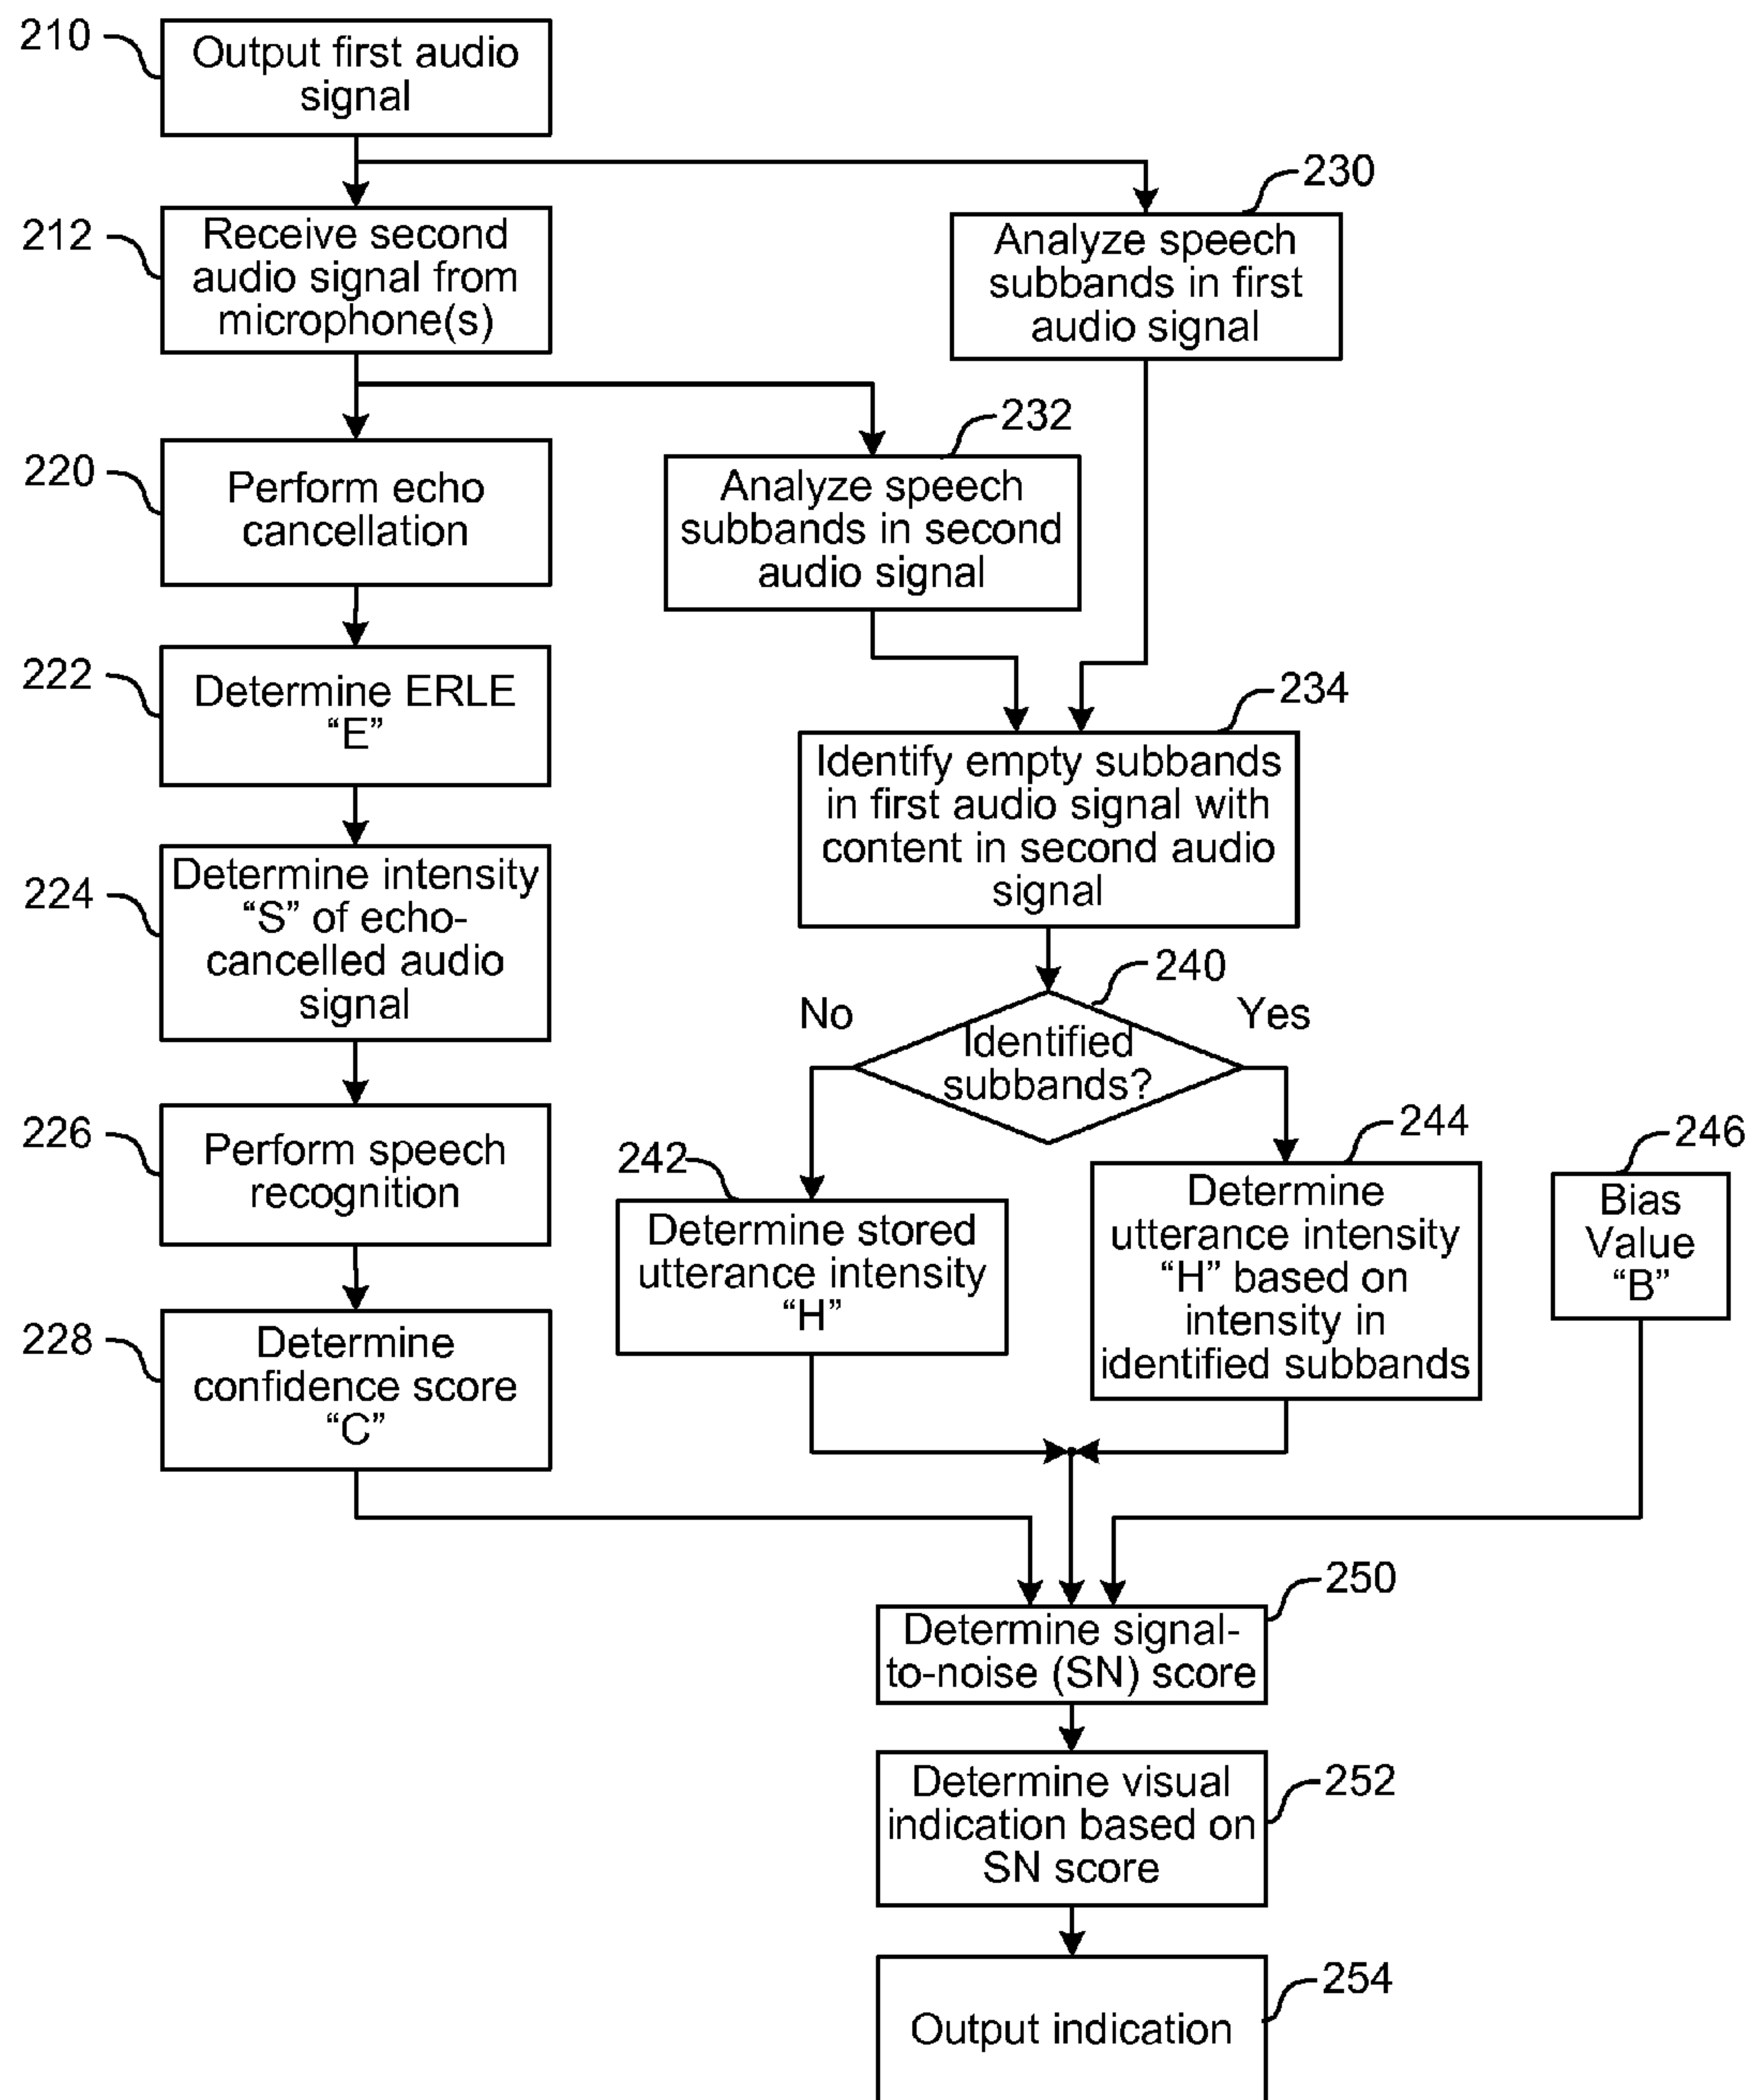 210
Output first audio
signal
230
212
Receive second
audio signal from
microphone(s)
Analyze speech
subbands in first
audio signal
232
220
Perform echo
cancellation
Analyze speech
subbands in second
audio signal
222
Determine ERLE
“E”
234
Identify empty subbands
in first audio signal with
content in second audio
signal
224
Determine intensity
“S” of echo-
cancelled audio
signal
240
No
Yes
Identified
subbands?
226
Perform speech
recognition
242
Determine stored
utterance intensity
“H”
244
Determine
utterance intensity
“H” based on
intensity in
identified subbands
246
Bias
Value
“B”
228
Determine
confidence score
“C”
250
Determine signal-
to-noise (SN) score
252
Determine visual
indication based on
SN score
254
Output indication